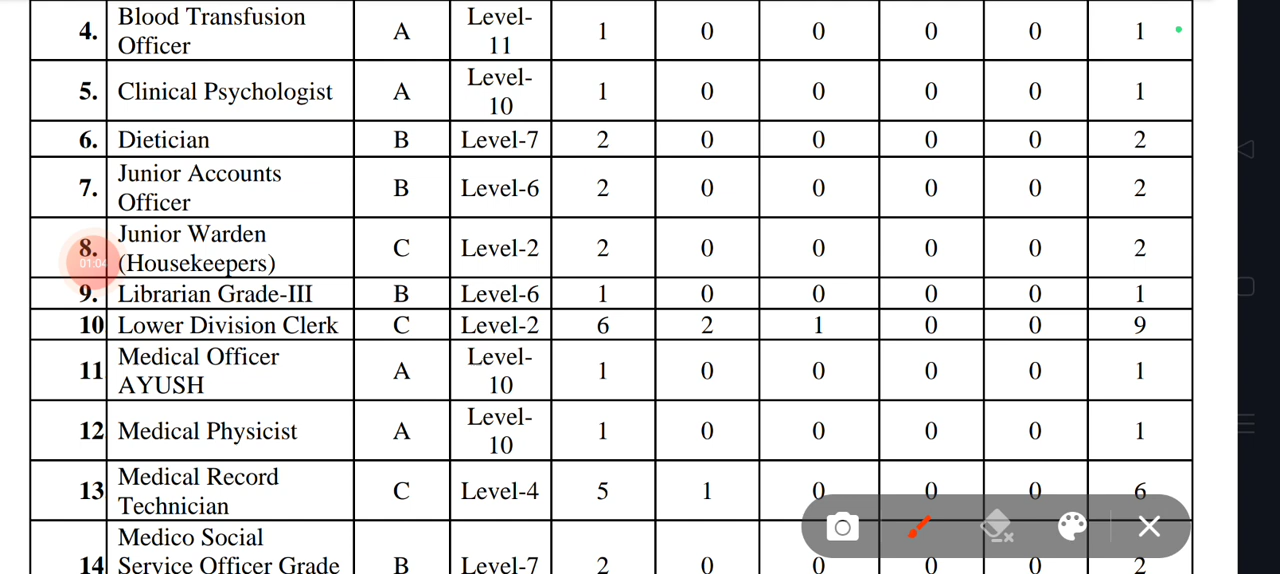 4. Blood Transfusion Officer A Level-11 1 0 0 0 0 1
5. Clinical Psychologist A Level-10 1 0 0 0 0 1
6. Dietician B Level-7 2 0 0 0 0 2
7. Junior Accounts Officer B Level-6 2 0 0 0 0 2
8. Junior Warden (Housekeepers) C Level-2 2 0 0 0 0 2
01:04
9. Librarian Grade-III B Level-6 1 0 0 0 0 1
10 Lower Division Clerk C Level-2 6 2 1 0 0 9
11 Medical Officer AYUSH A Level-10 1 0 0 0 0 1
12 Medical Physicist A Level-10 1 0 0 0 0 1
13 Medical Record Technician C Level-4 5 1 0 0 0 6
14 Medico Social Service Officer Grade B Level-7 2 0 0 0 0 2